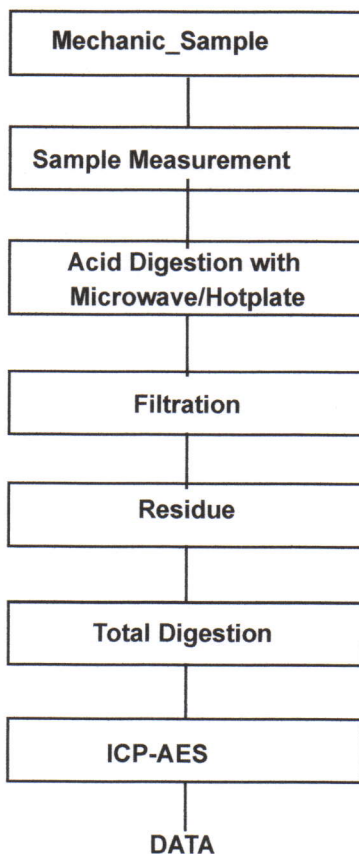 Mechanic_Sample
Sample Measurement
Acid Digestion with
Microwave/Hotplate
Filtration
Residue
Total Digestion
ICP-AES
DATA